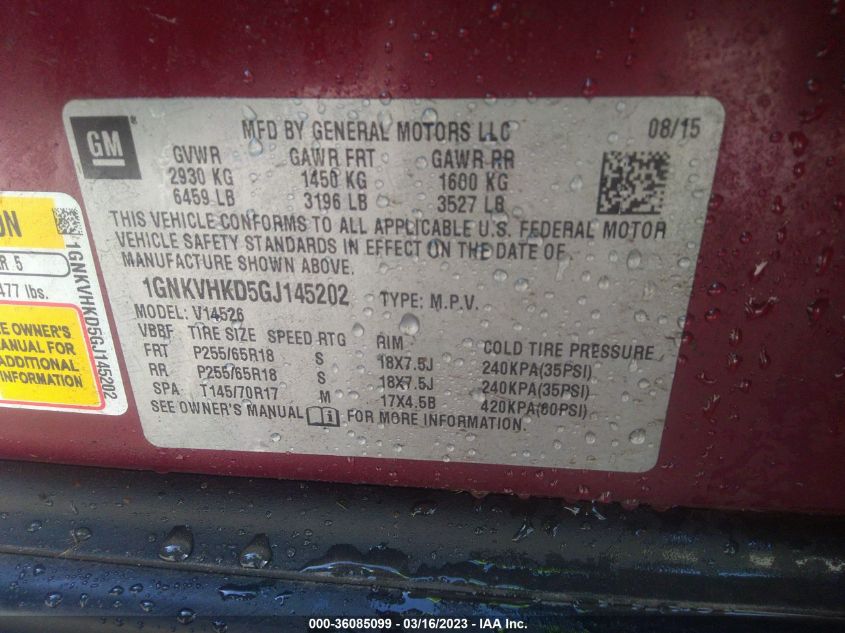 GM
MFD BY GENERAL MOTORS LLC 08/15
GVWR GAWR FRT GAWR RR
2930 KG 1450 KG 1600 KG
6459 LB 3196 LB 3527 LB
THIS VEHICLE CONFORMS TO ALL APPLICABLE U.S. FEDERAL MOTOR
VEHICLE SAFETY STANDARDS IN EFFECT ON THE DATE OF
MANUFACTURE SHOWN ABOVE.
1GNKVHKD5GJ145202 TYPE: M.P.V.
MODEL: V14526
VBBF TIRE SIZE SPEED RTG RIM COLD TIRE PRESSURE
FRT P255/65R18 S 18X7.5J 240KPA(35PSI)
RR P255/65R18 S 18X7.5J 240KPA(35PSI)
SPA T145/70R17 M 17X4.5B 420KPA(60PSI)
SEE OWNER'S MANUAL i FOR MORE INFORMATION.
ON
R 5
477 lbs.
EE OWNER'S
MANUAL FOR
ADDITIONAL
INFORMATION
1GNKVHKD5GJ145202
000-36085099 - 03/16/2023 - IAA Inc.